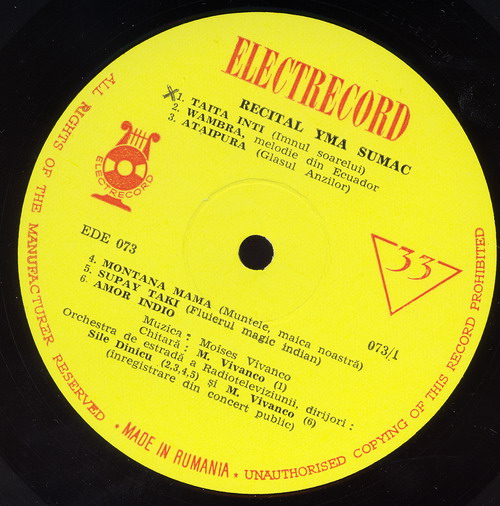 ELECTRECORD
RECITAL YMA SUMAC
1. TAITA INTI (Imnul soarelui)
2. WAMBRA, melodie din Ecuador
3. ATAIPURA (Glasul Anzilor)
ELECTRECORD
EDE 073
33
073/1
4. MONTANA MAMA (Muntele, maica noastră)
5. SUPAY TAKI (Fluierul magic indian)
6. AMOR INDIO
Muzica : Moises Vivanco
Chitară : M. Vivanco (1)
Orchestra de estradă a Radioteleviziunii, dirijori :
Sile Dinicu (2,3,4,5) și M. Vivanco (6)
(înregistrare din concert public)
ALL RIGHTS OF THE MANUFACTURER RESERVED • MADE IN RUMANIA • UNAUTHORISED COPYING OF THIS RECORD PROHIBITED